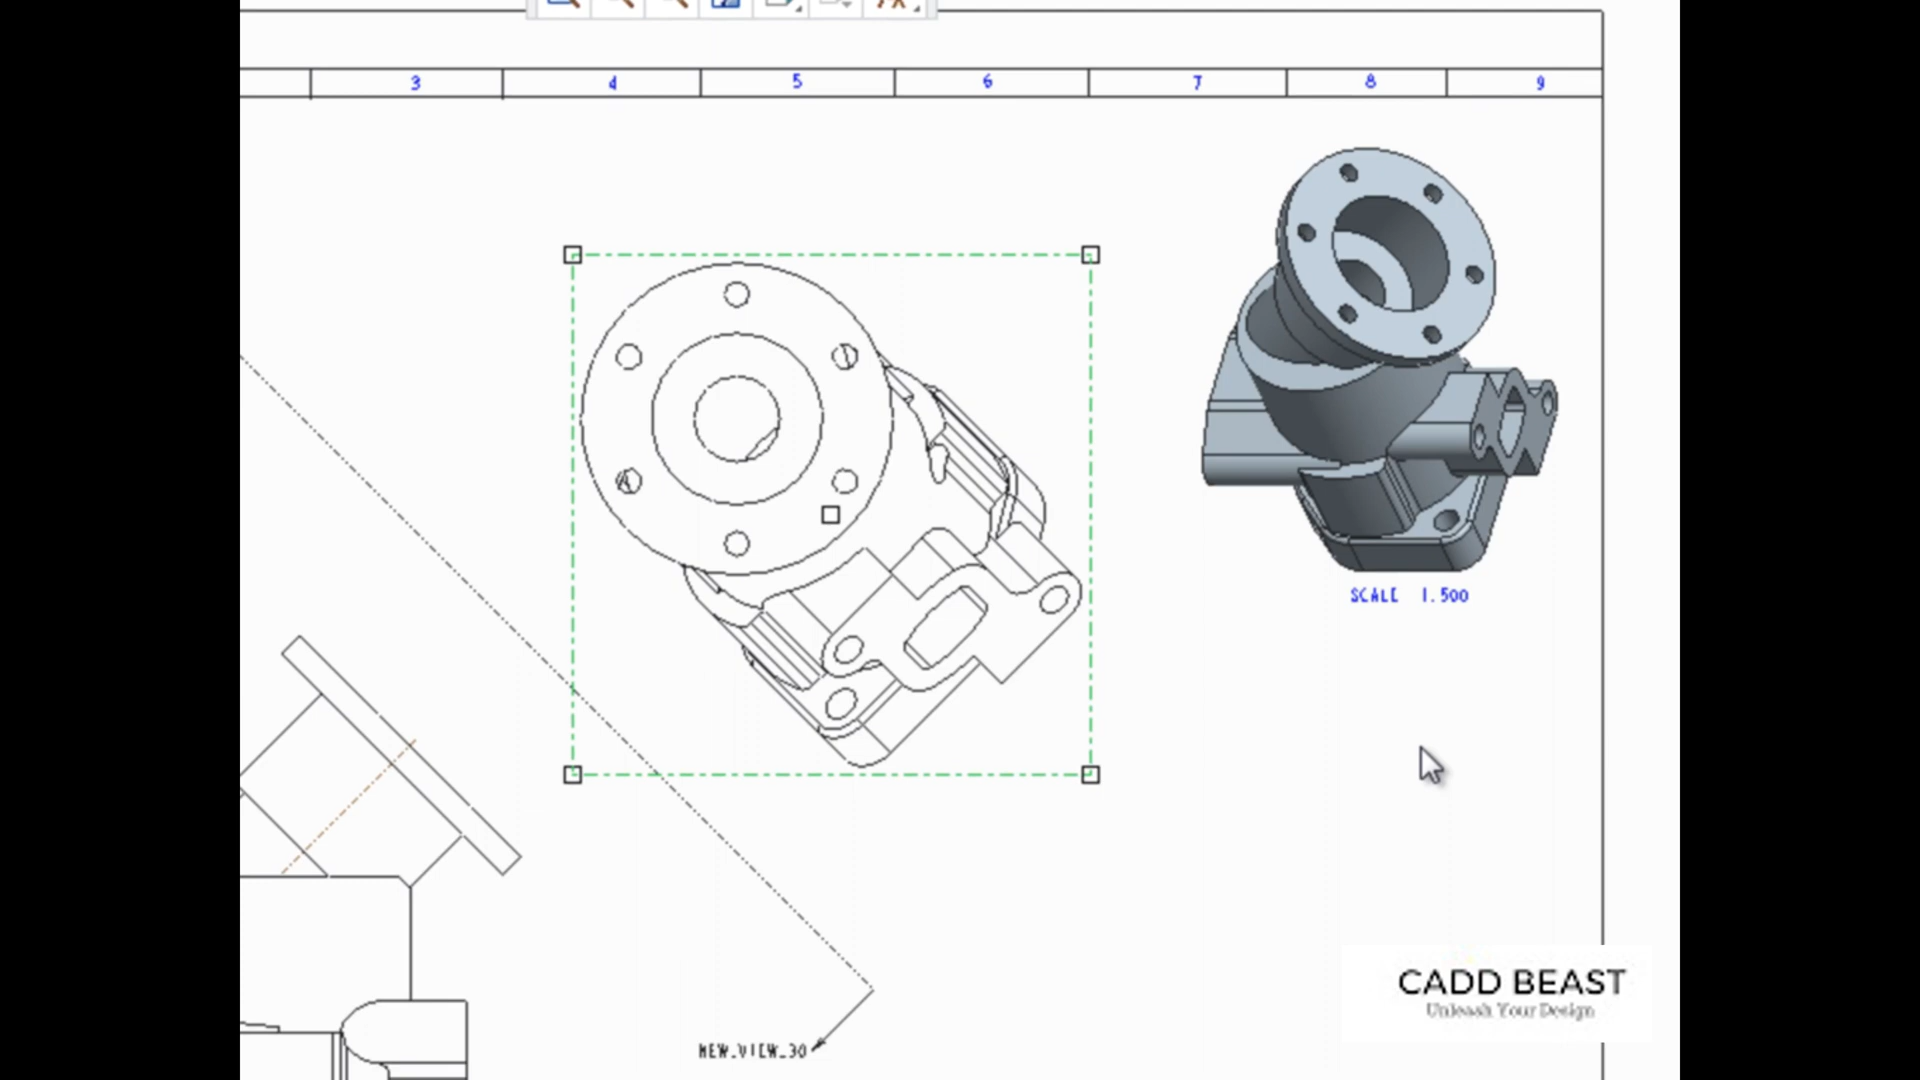 3 4 5 6 7 8 9
SCALE 1.500
CADD BEAST
Unleash Your Design
NEW_VIEW_30